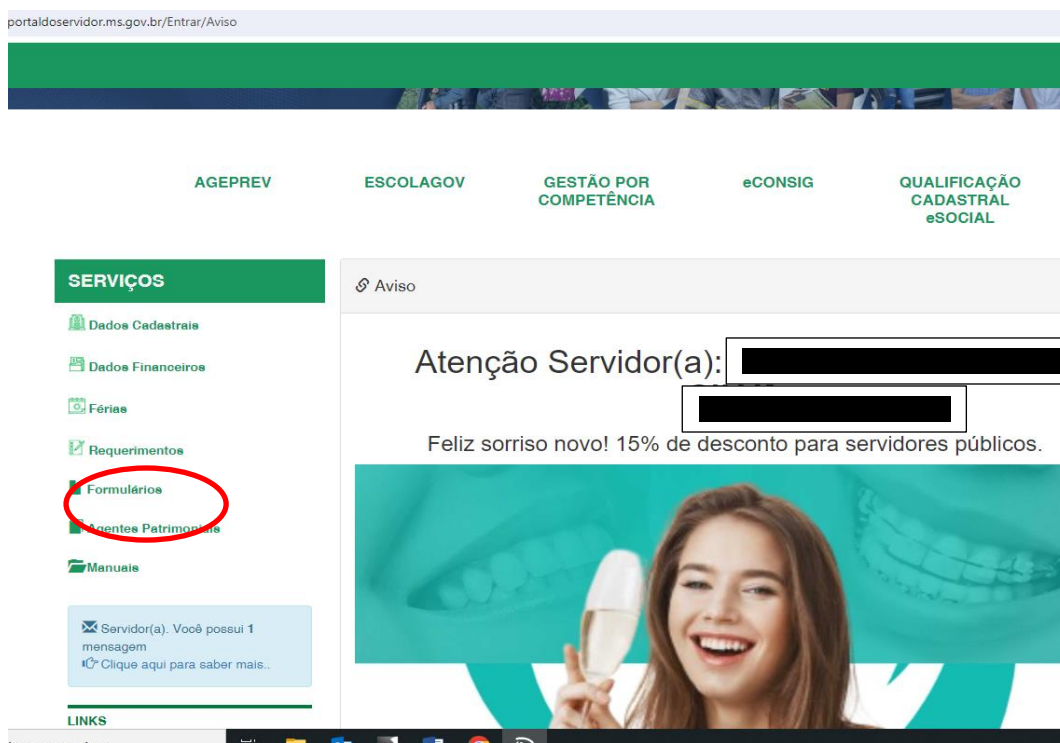 portaldoservidor.ms.gov.br/Entrar/Aviso
AGEPREV
ESCOLAGOV
GESTÃO POR
COMPETÊNCIA
eCONSIG
QUALIFICAÇÃO
CADASTRAL
eSOCIAL
SERVIÇOS
Dados Cadastrais
Dados Financeiros
Férias
Requerimentos
Formulários
Agentes Patrimoniais
Manuais
Servidor(a). Você possui 1
mensagem
Clique aqui para saber mais..
LINKS
Aviso
Atenção Servidor(a):
Feliz sorriso novo! 15% de desconto para servidores públicos.